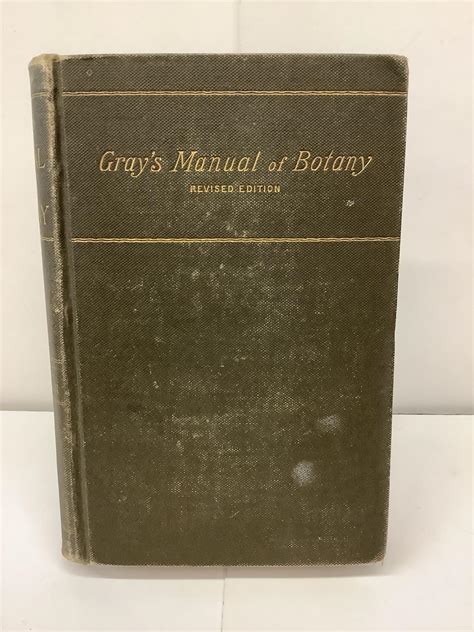 Gray's Manual of Botany
REVISED EDITION